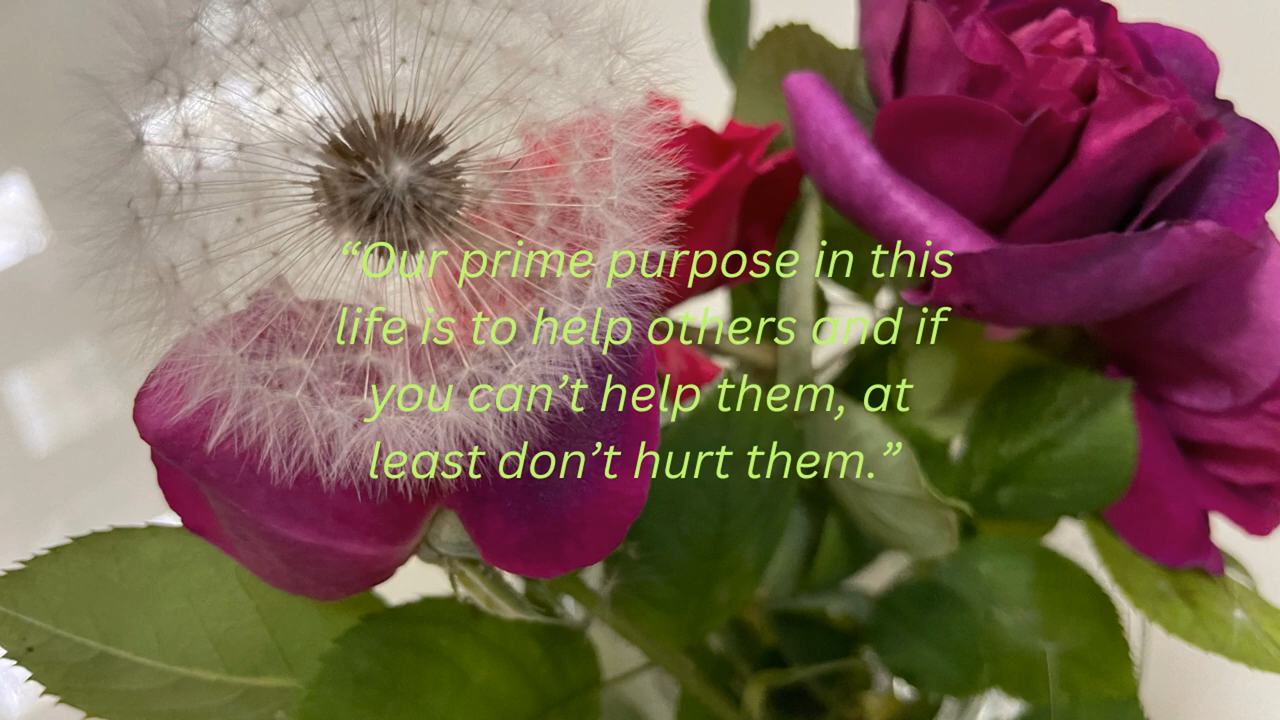 “Our prime purpose in this
life is to help others and if
you can’t help them, at
least don’t hurt them.”